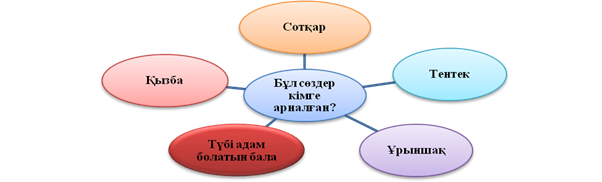 Сотқар
Қызба
Бұл сөздер
кімге
арналған?
Тентек
Түбі адам
болатын бала
Ұрыншақ